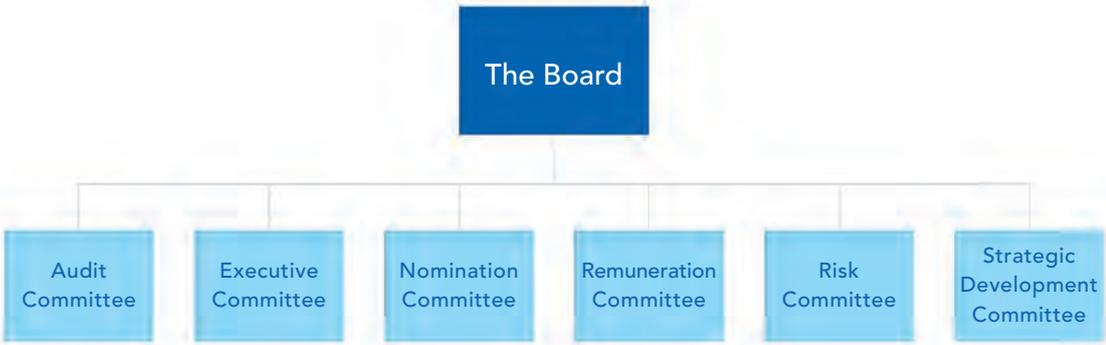 The Board
Audit
Committee
Executive
Committee
Nomination
Committee
Remuneration
Committee
Risk
Committee
Strategic
Development
Committee